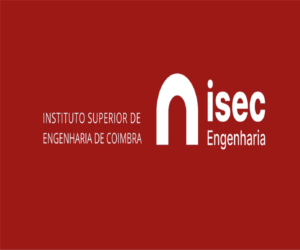 INSTITUTO SUPERIOR DE
ENGENHARIA DE COIMBRA
isec
Engenharia